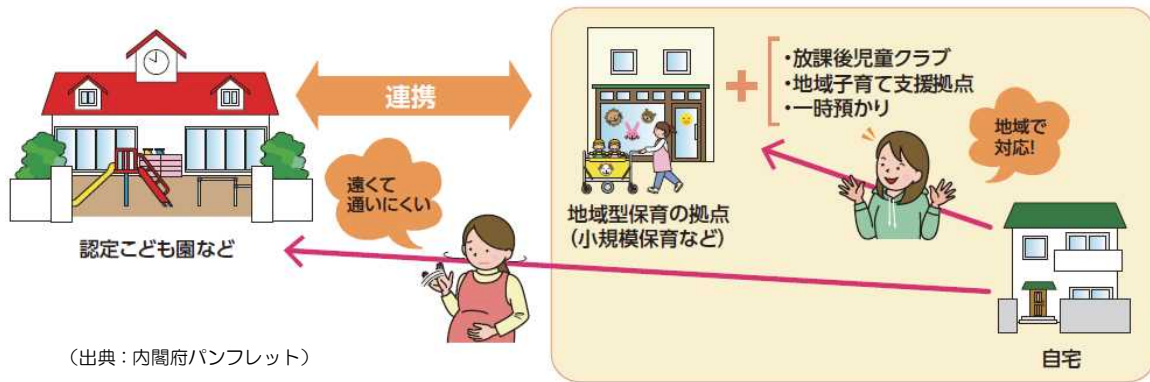 連携
・放課後児童クラブ
・地域子育て支援拠点
・一時預かり
地域で
対応!
遠くて
通いにくい
地域型保育の拠点
(小規模保育など)
認定こども園など
自宅
(出典:内閣府パンフレット)